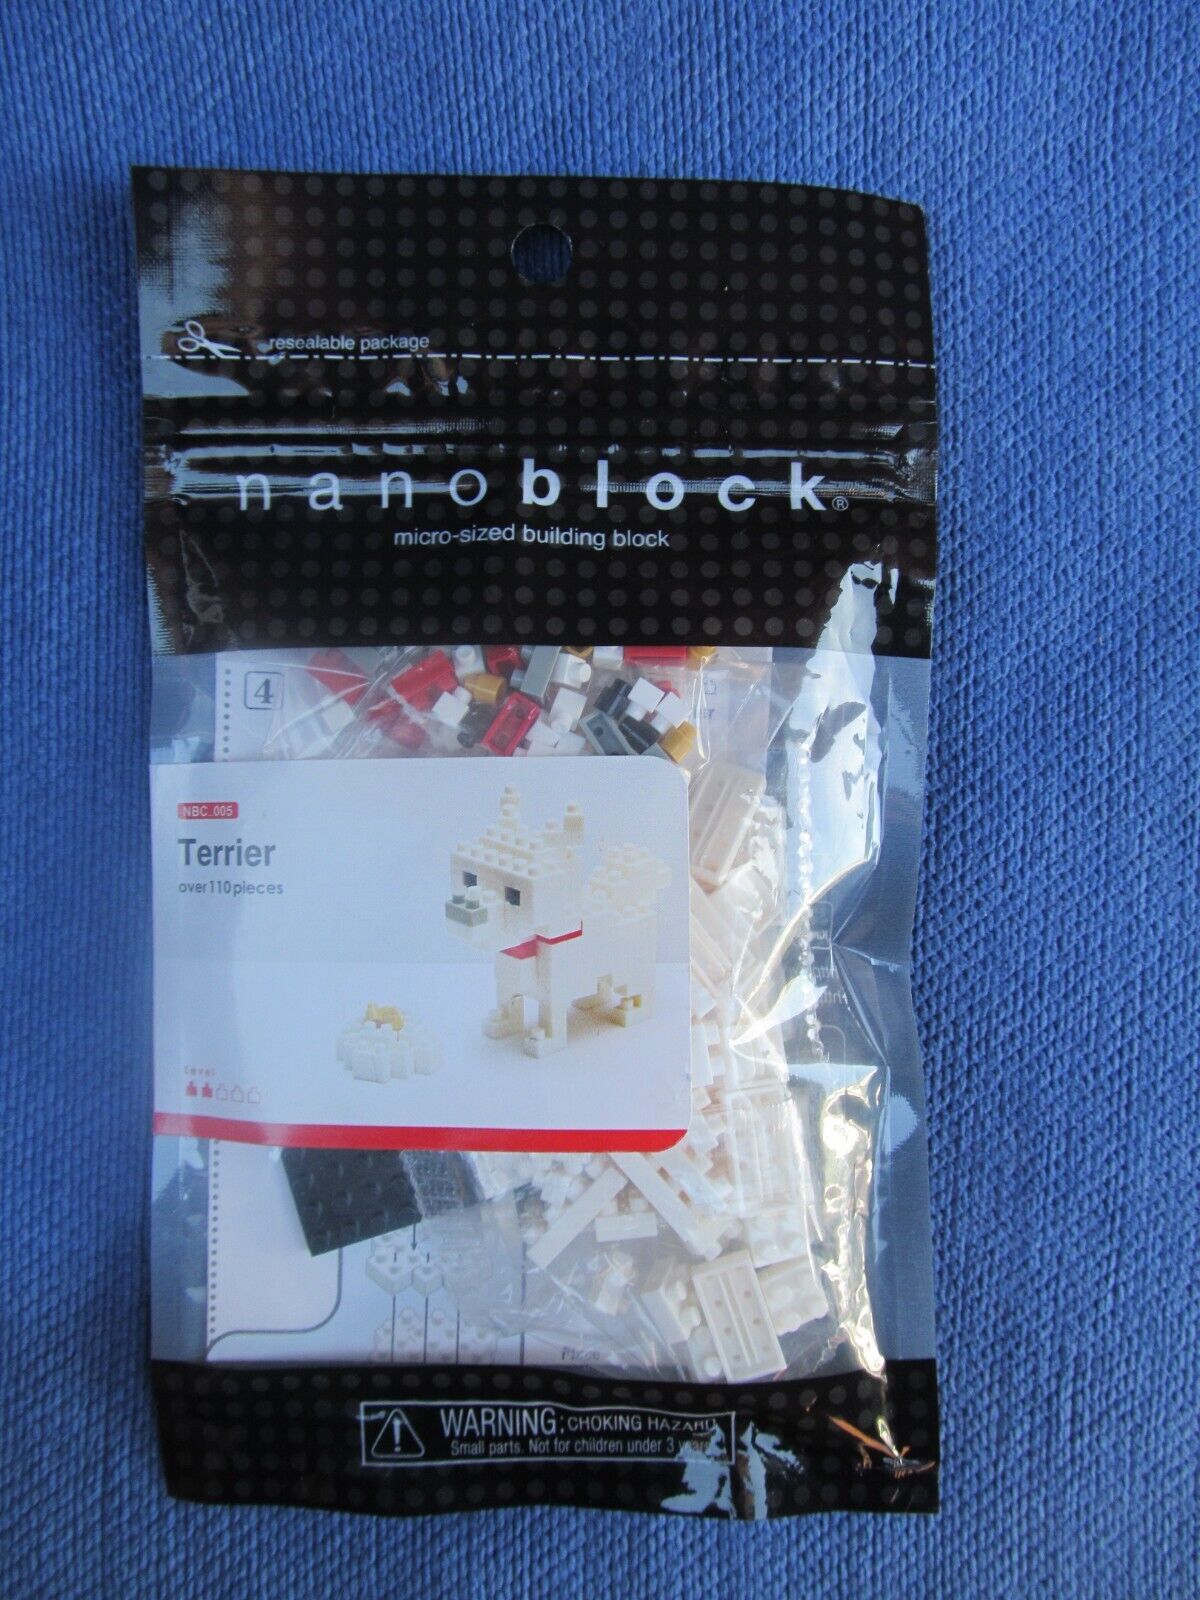 resealable package
nanoblock®
micro-sized building block
4
NBC_005
Terrier
over 110 pieces
Level
WARNING: CHOKING HAZARD
Small parts. Not for children under 3 years.